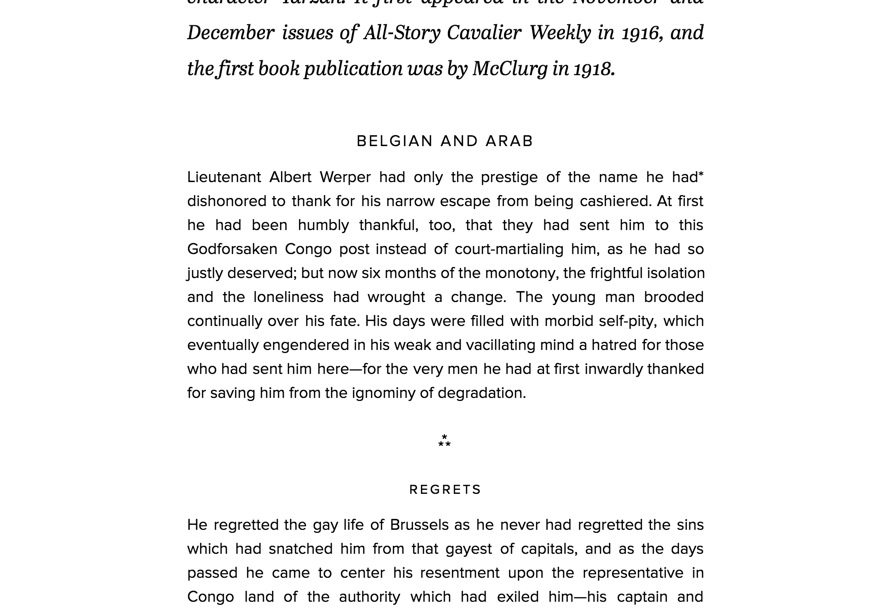 character Tarzan. It first appeared in the November and
December issues of All-Story Cavalier Weekly in 1916, and
the first book publication was by McClurg in 1918.
BELGIAN AND ARAB
Lieutenant Albert Werper had only the prestige of the name he had*
dishonored to thank for his narrow escape from being cashiered. At first
he had been humbly thankful, too, that they had sent him to this
Godforsaken Congo post instead of court-martialing him, as he had so
justly deserved; but now six months of the monotony, the frightful isolation
and the loneliness had wrought a change. The young man brooded
continually over his fate. His days were filled with morbid self-pity, which
eventually engendered in his weak and vacillating mind a hatred for those
who had sent him here—for the very men he had at first inwardly thanked
for saving him from the ignominy of degradation.
⁂
REGRETS
He regretted the gay life of Brussels as he never had regretted the sins
which had snatched him from that gayest of capitals, and as the days
passed he came to center his resentment upon the representative in
Congo land of the authority which had exiled him—his captain and